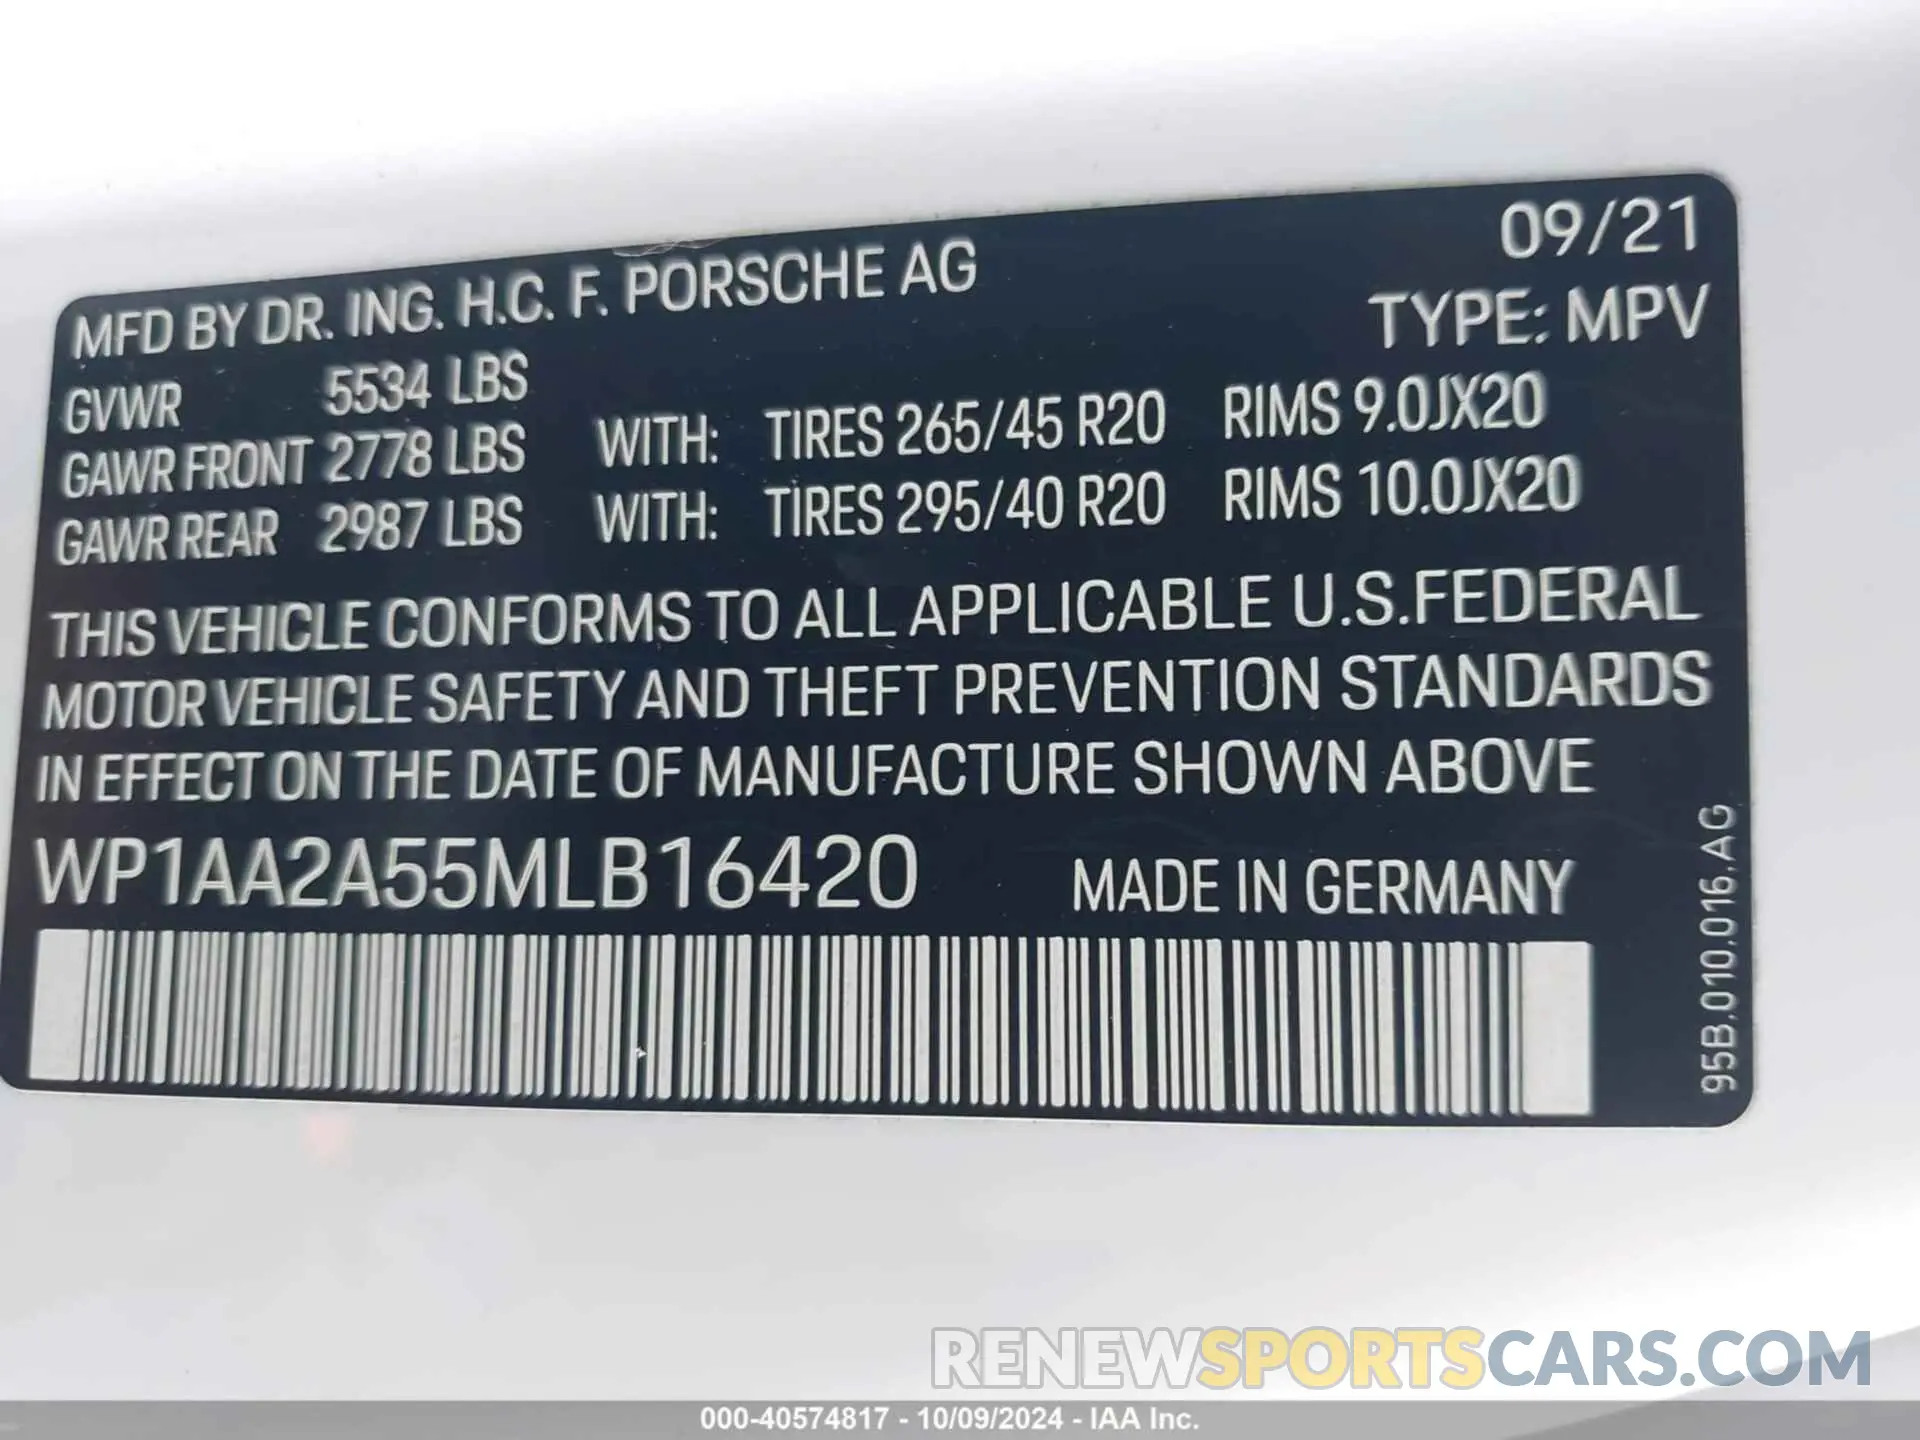 09/21
MFD BY DR. ING. H.C. F. PORSCHE AG
TYPE: MPV
GVWR 5534 LBS
GAWR FRONT 2778 LBS WITH: TIRES 265/45 R20 RIMS 9.0JX20
GAWR REAR 2987 LBS WITH: TIRES 295/40 R20 RIMS 10.0JX20
THIS VEHICLE CONFORMS TO ALL APPLICABLE U.S.FEDERAL
MOTOR VEHICLE SAFETY AND THEFT PREVENTION STANDARDS
IN EFFECT ON THE DATE OF MANUFACTURE SHOWN ABOVE
WP1AA2A55MLB16420 MADE IN GERMANY
95B.010.016.AG
RENEWSPORTSCARS.COM
000-40574817 - 10/09/2024 - IAA Inc.